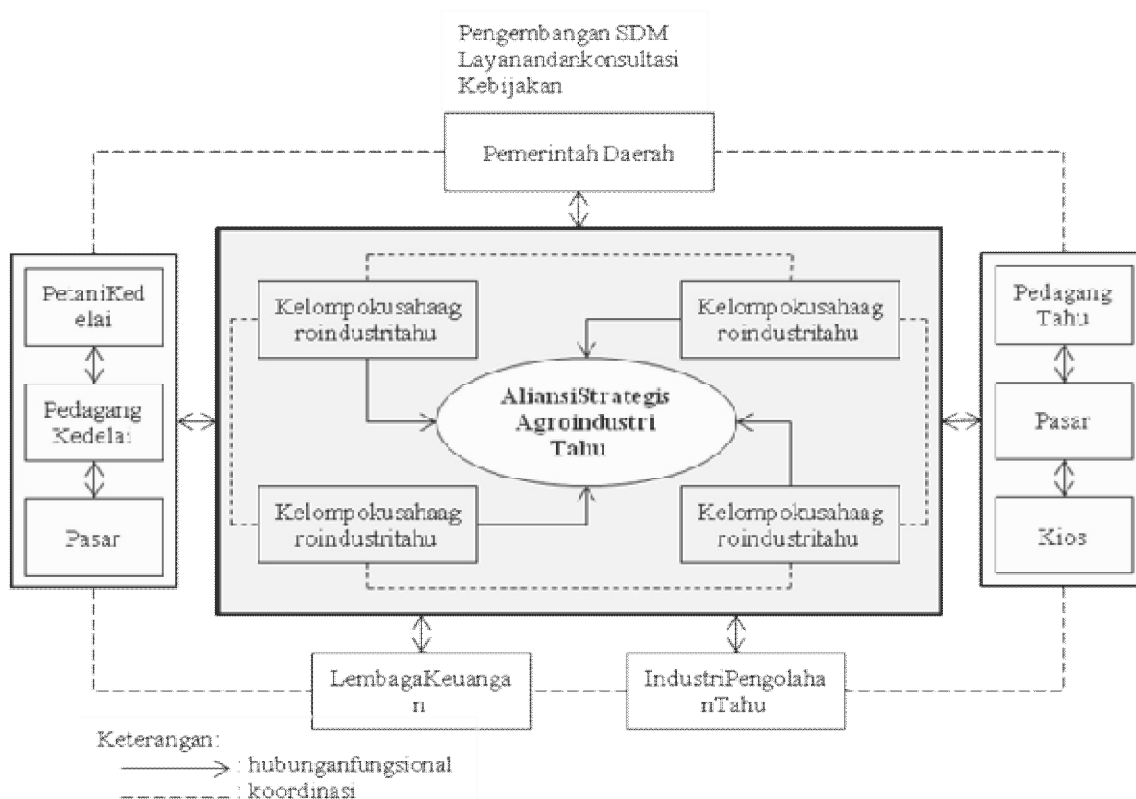 Pengembangan SDM
Layanandankonsultasi
Kebijakan
Pemerintah Daerah
PetaniKed
elai
Pedagang
Kedelai
Pasar
Kelompokusahaag
roindustritahu
Kelompokusahaag
roindustritahu
AliansiStrategis
Agroindustri
Tahu
Kelompokusahaag
roindustritahu
Kelompokusahaag
roindustritahu
Pedagang
Tahu
Pasar
Kios
LembagaKeuanga
n
IndustriPengolaha
nTahu
Keterangan:
: hubunganfungsional
: koordinasi